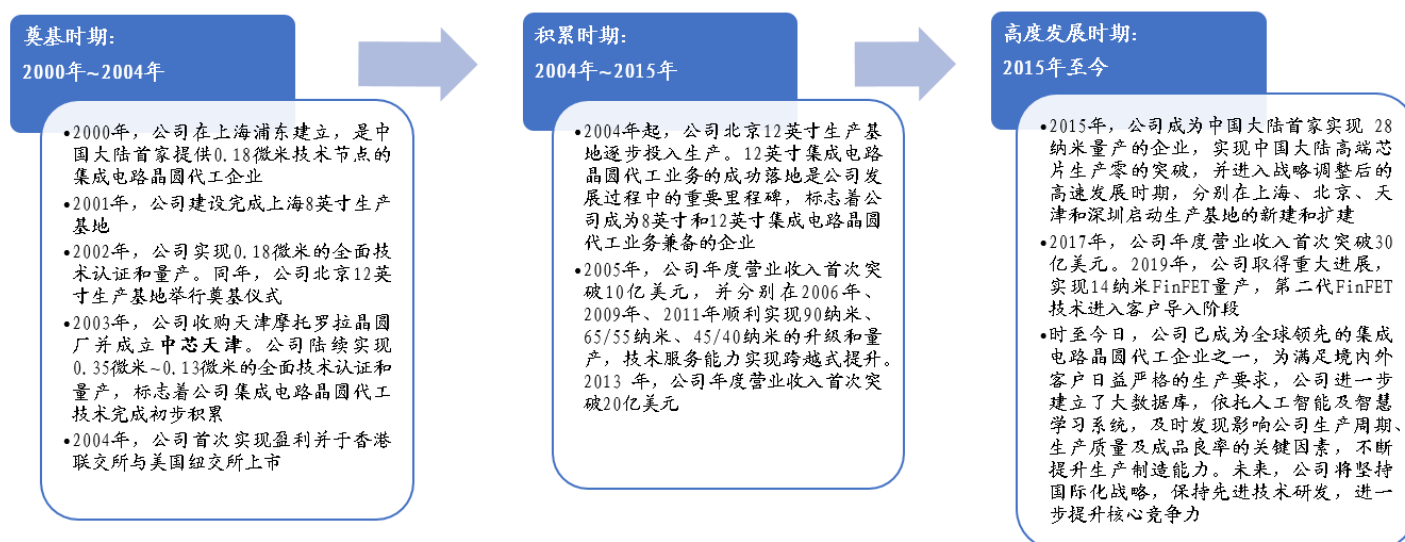 奠基时期：
2000年~2004年
•2000年，公司在上海浦东建立，是中
国大陆首家提供0.18微米技术节点的
集成电路晶圆代工企业
•2001年，公司建设完成上海8英寸生产
基地
•2002年，公司实现0.18微米的全面技
术认证和量产。同年，公司北京12英
寸生产基地举行奠基仪式
•2003年，公司收购天津摩托罗拉晶圆
厂并成立中芯天津。公司陆续实现
0.35微米~0.13微米的全面技术认证和
量产，标志着公司集成电路晶圆代工
技术完成初步积累
•2004年，公司首次实现盈利并于香港
联交所与美国纽交所上市
积累时期：
2004年~2015年
•2004年起，公司北京12英寸生产基
地逐步投入生产。12英寸集成电路
晶圆代工业务的成功落地是公司发
展过程中的重要里程碑，标志着公
司成为8英寸和12英寸集成电路晶圆
代工业务兼备的企业
•2005年，公司年度营业收入首次突
破10亿美元，并分别在2006年、
2009年、2011年顺利实现90纳米、
65/55纳米、45/40纳米的升级和量
产，技术服务能力实现跨越式提升。
2013 年，公司年度营业收入首次突
破20亿美元
高度发展时期：
2015年至今
•2015年，公司成为中国大陆首家实现 28
纳米量产的企业，实现中国大陆高端芯
片生产零的突破，并进入战略调整后的
高速发展时期，分别在上海、北京、天
津和深圳启动生产基地的新建和扩建
•2017年，公司年度营业收入首次突破30
亿美元。2019年，公司取得重大进展，
实现14纳米FinFET量产，第二代FinFET
技术进入客户导入阶段
•时至今日，公司已成为全球领先的集成
电路晶圆代工企业之一，为满足境内外
客户日益严格的生产要求，公司进一步
建立了大数据库，依托人工智能及智慧
学习系统，及时发现影响公司生产周期、
生产质量及成品良率的关键因素，不断
提升生产制造能力。未来，公司将坚持
国际化战略，保持先进技术研发，进一
步提升核心竞争力